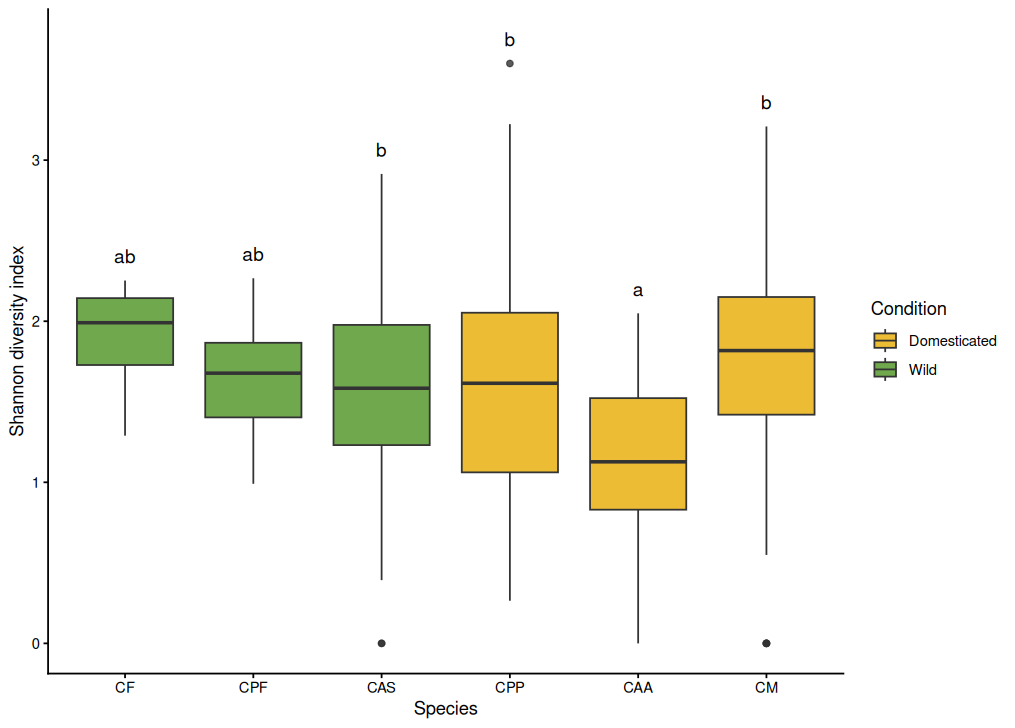 b
b
b
3
ab
ab
a
Condition
2
Domesticated
Wild
1
0
CF CPF CAS CPP CAA CM
Species
Shannon diversity index